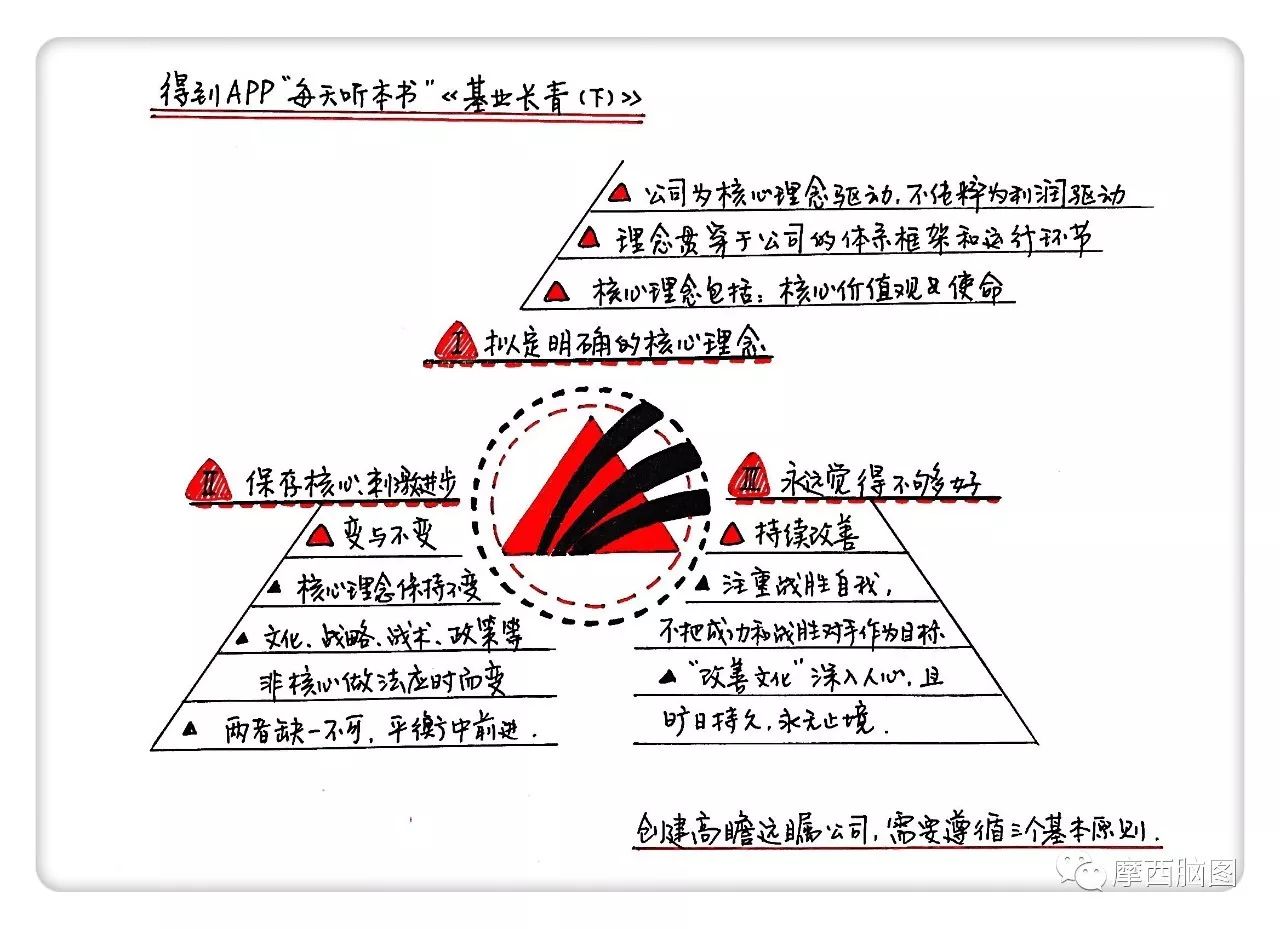 得到APP"每天听本书"《基业长青(下)》
公司为核心理念驱动,不纯粹为利润驱动
理念贯穿于公司的体系框架和运行环节
核心理念包括:核心价值观&使命
I 拟定明确的核心理念
II 保存核心、刺激进步
变与不变
核心理念保持不变
文化、战略、战术、政策等
非核心做法应时而变
两者缺一不可,平衡中前进.
III 永远觉得不够多好
持续改善
注重战胜自我,
不把成功和战胜对手作为目标
"改善文化"深入人心,且
旷日持久,永无止境.
创建高瞻远瞩公司,需要遵循三个基本原则.
摩西脑图